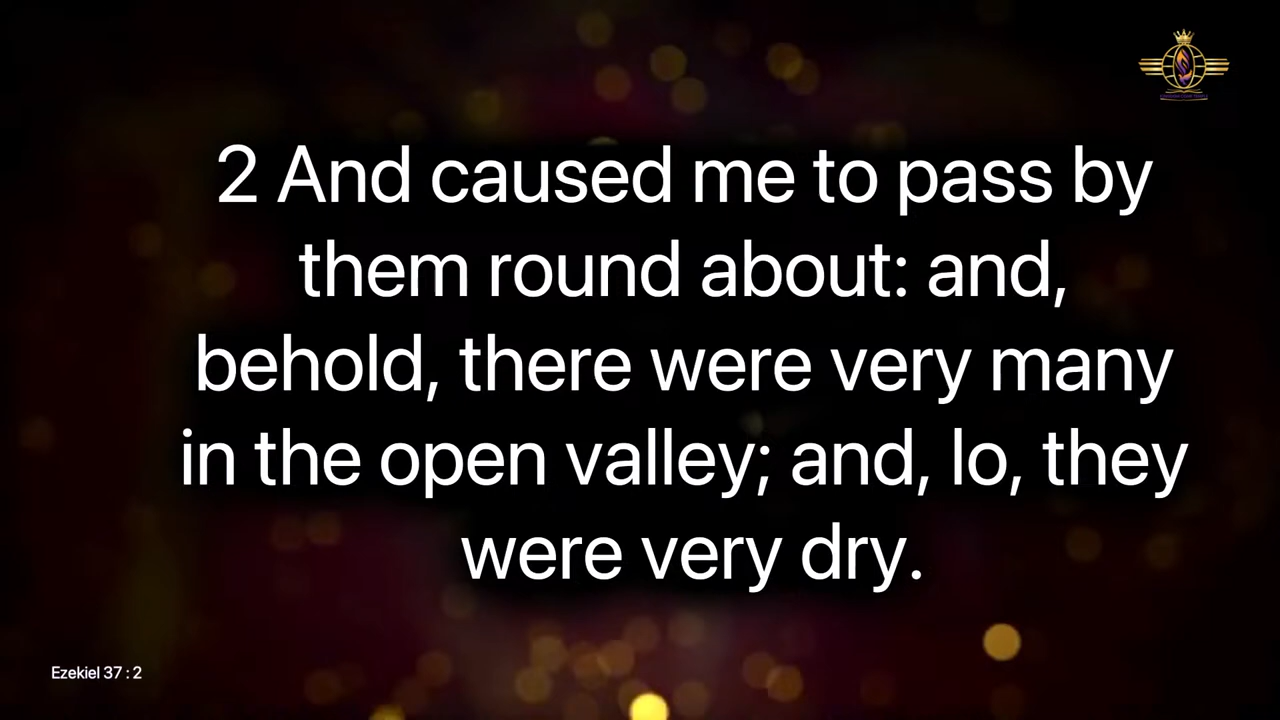 2 And caused me to pass by
them round about: and,
behold, there were very many
in the open valley; and, lo, they
were very dry.
Ezekiel 37 : 2